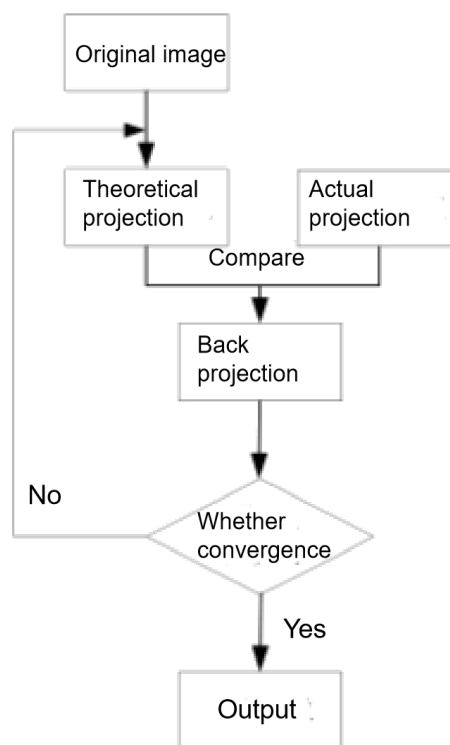 Original image
Theoretical
projection
Actual
projection
Compare
Back
projection
No
Whether
convergence
Yes
Output